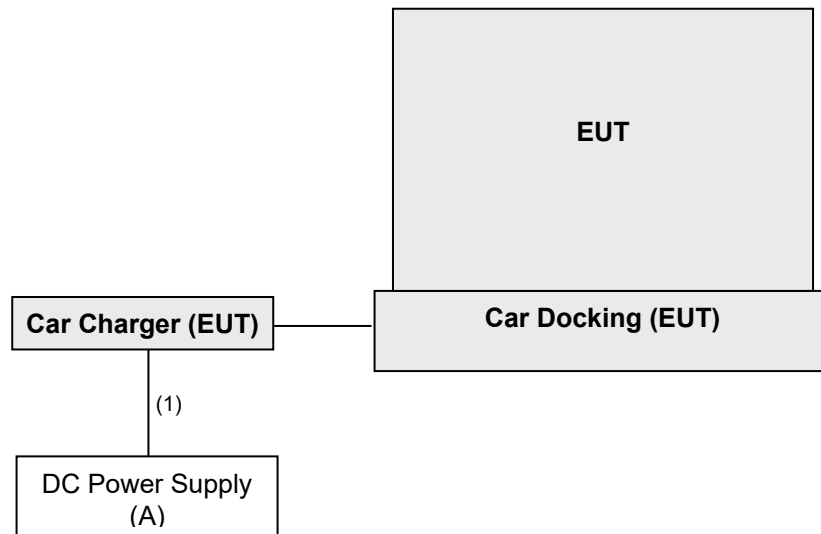 EUT
Car Charger (EUT)
Car Docking (EUT)
(1)
DC Power Supply
(A)